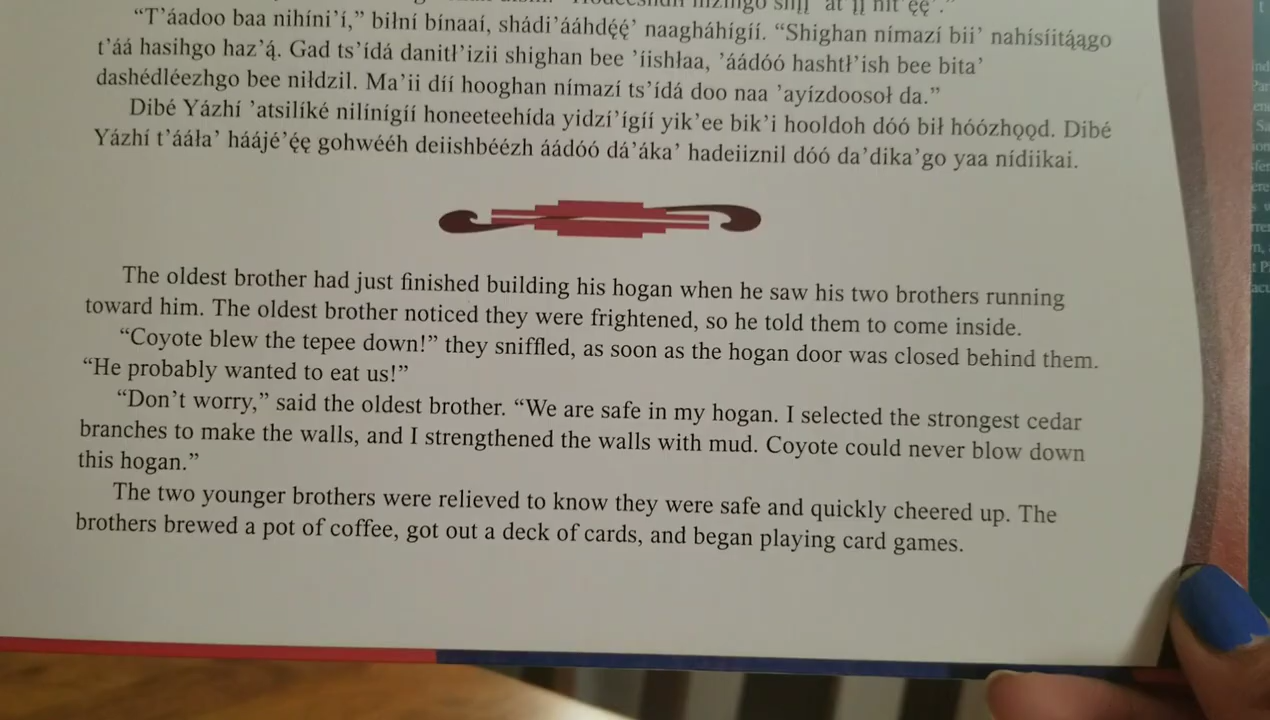 “T’áadoo baa nihíni’í,” biłní bínaaí, shádi’ááhdę́ę́’ naagháhígíí. “Shighan nímazí bii’ nahísíitą́ągo
t’áá hasihgo haz’ą́. Gad ts’ídá danitł’izii shighan bee ’íishłaa, ’áádóó hashtł’ish bee bita’
dashédléezhgo bee niłdzil. Ma’ii díí hooghan nímazí ts’ídá doo naa ’ayízdoosoł da.”
Dibé Yázhí ’atsilíké nilínígíí honeeteehída yidzí’ígíí yik’ee bik’i hooldoh dóó bił hóózhǫǫd. Dibé
Yázhí t’ááła’ háájé’ę́ę gohwééh deiishbéézh áádóó dá’áka’ hadeiiznil dóó da’dika’go yaa nídiikai.
The oldest brother had just finished building his hogan when he saw his two brothers running
toward him. The oldest brother noticed they were frightened, so he told them to come inside.
“Coyote blew the tepee down!” they sniffled, as soon as the hogan door was closed behind them.
“He probably wanted to eat us!”
“Don’t worry,” said the oldest brother. “We are safe in my hogan. I selected the strongest cedar
branches to make the walls, and I strengthened the walls with mud. Coyote could never blow down
this hogan.”
The two younger brothers were relieved to know they were safe and quickly cheered up. The
brothers brewed a pot of coffee, got out a deck of cards, and began playing card games.